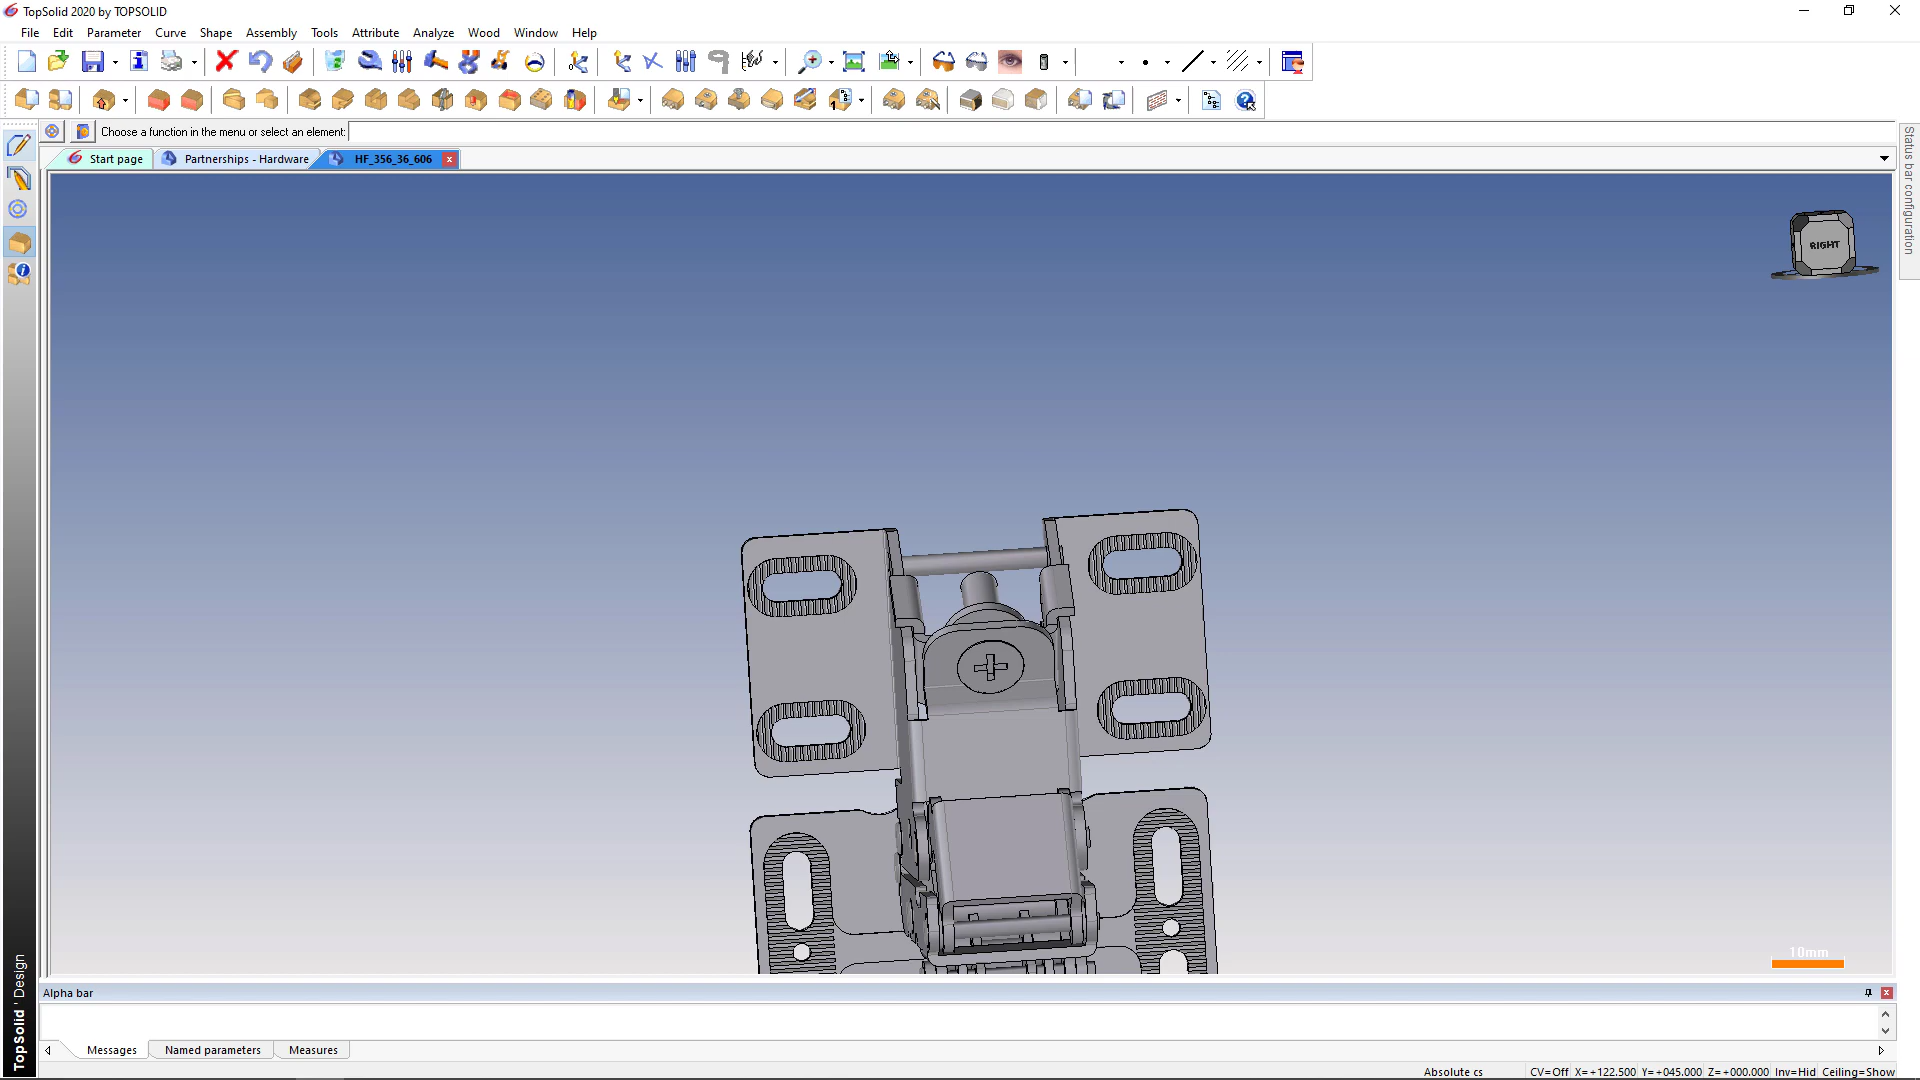 TopSolid 2020 by TOPSOLID
File Edit Parameter Curve Shape Assembly Tools Attribute Analyze Wood Window Help
Choose a function in the menu or select an element:
Start page Partnerships - Hardware HF_356_36_606
Status bar configuration
RIGHT
10mm
TopSolid ' Design
Alpha bar
Messages Named parameters Measures
Absolute cs CV=Off X=+122.500 Y=+045.000 Z=+000.000 Inv=Hid Ceiling=Show